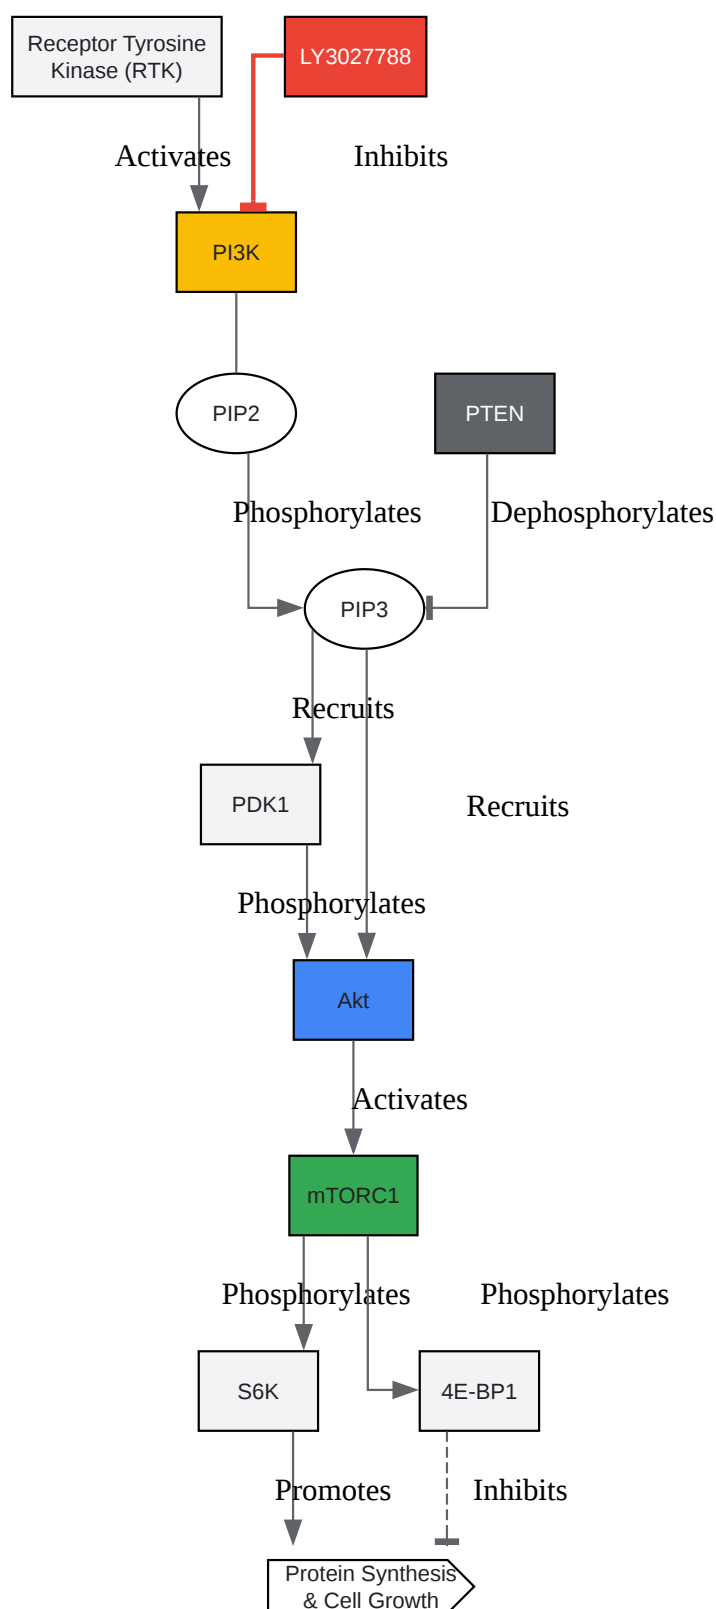 Receptor Tyrosine
Kinase (RTK)
LY3027788
Activates
Inhibits
PI3K
PIP2
PTEN
Phosphorylates
Dephosphorylates
PIP3
Recruits
PDK1
Recruits
Phosphorylates
Akt
Activates
mTORC1
Phosphorylates
Phosphorylates
S6K
4E-BP1
Promotes
Inhibits
Protein Synthesis
& Cell Growth